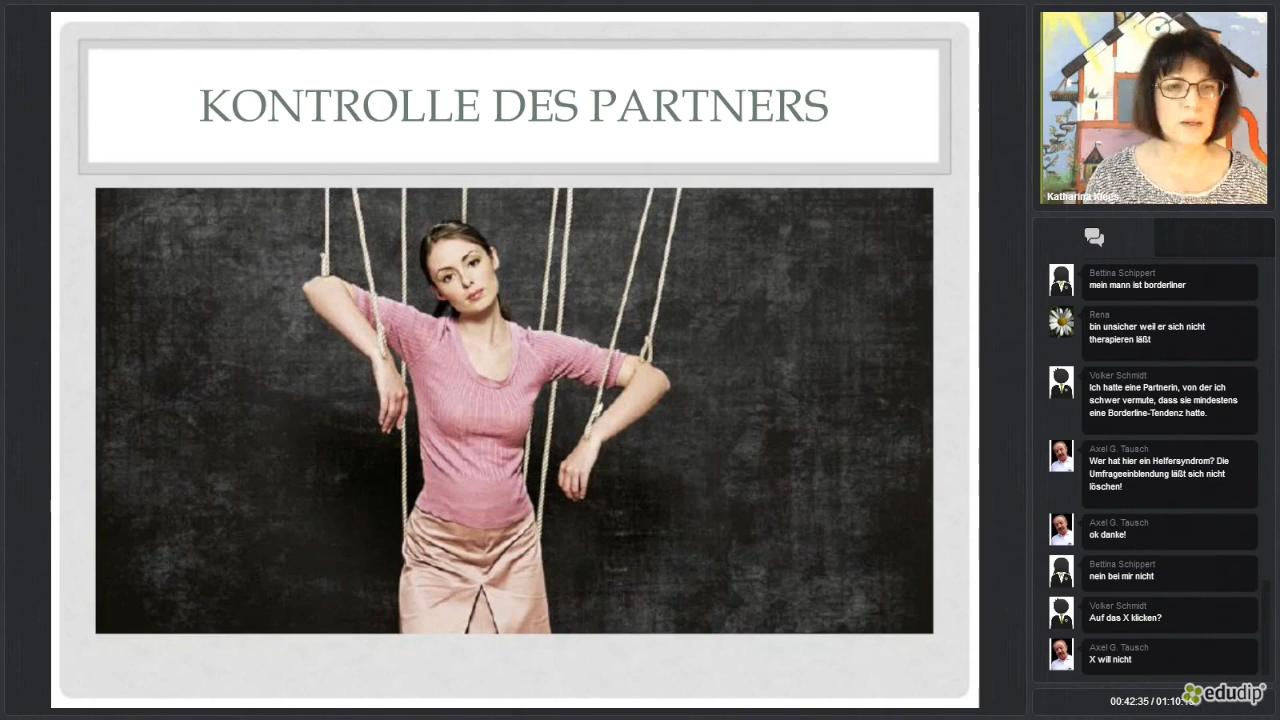 KONTROLLE DES PARTNERS
Katharina
Bettina Schippert
mein mann ist borderliner
Rena
bin unsicher weil er sich nicht
therapieren läßt
Volker Schmidt
Ich hatte eine Partnerin, von der ich
schwer vermute, dass sie mindestens
eine Borderline-Tendenz hatte.
Axel G. Tausch
Wer hat hier ein Helfersyndrom? Die
Umfrageeinblendung läßt sich nicht
löschen!
Axel G. Tausch
ok danke!
Bettina Schippert
nein bei mir nicht
Volker Schmidt
Auf das X klicken?
Axel G. Tausch
X will nicht
00:42:35 /
edudip